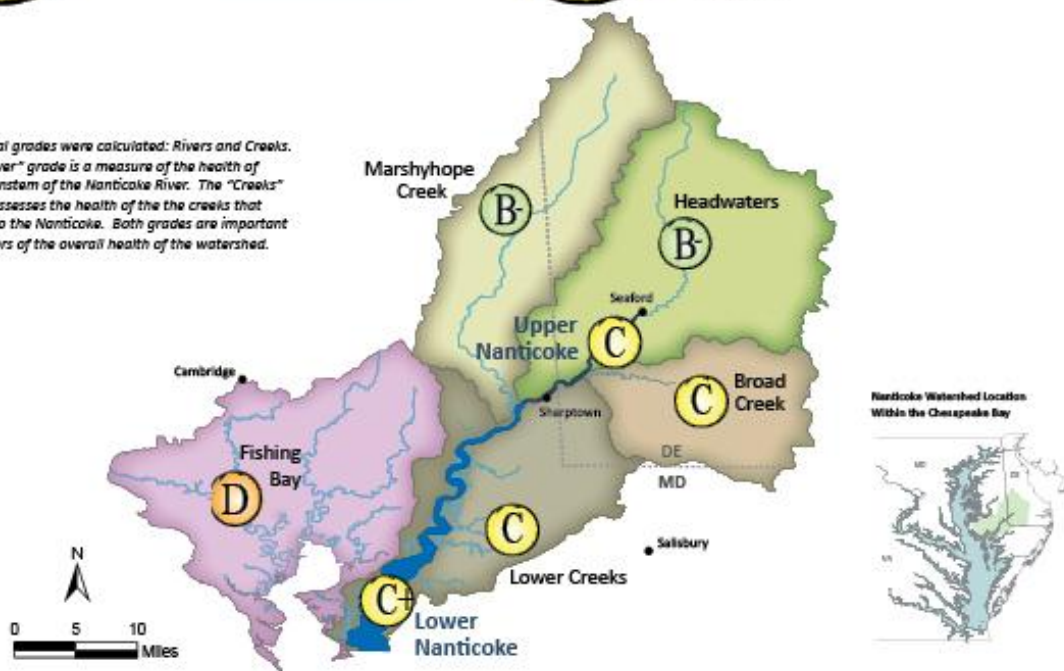 al grades were calculated: Rivers and Creeks.
er" grade is a measure of the health of
nstem of the Nanticoke River. The "Creeks"
ssesses the health of the the creeks that
o the Nanticoke. Both grades are important
rs of the overall health of the watershed.
Marshyhope
Creek
B-
Headwaters
B-
Seaford
Upper
Nanticoke
C
Cambridge
Sharptown
Broad
Creek
C
Nanticoke Watershed Location
Within the Chesapeake Bay
DE
MD
Fishing
Bay
D
C
Salisbury
Lower Creeks
N
C+
Lower
Nanticoke
0 5 10
Miles